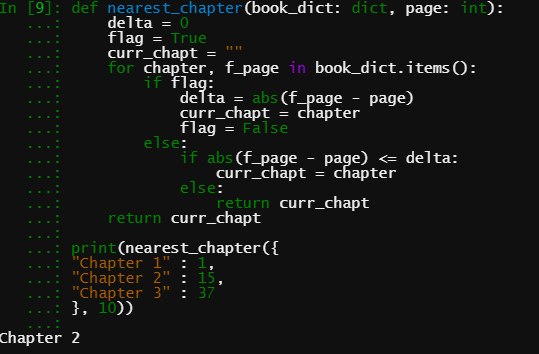 In [9]: def nearest_chapter(book_dict: dict, page: int):
   ...:     delta = 0
   ...:     flag = True
   ...:     curr_chapt = ""
   ...:     for chapter, f_page in book_dict.items():
   ...:         if flag:
   ...:             delta = abs(f_page - page)
   ...:             curr_chapt = chapter
   ...:             flag = False
   ...:         else:
   ...:             if abs(f_page - page) <= delta:
   ...:                 curr_chapt = chapter
   ...:             else:
   ...:                 return curr_chapt
   ...:     return curr_chapt
   ...:
   ...: print(nearest_chapter({
   ...: "Chapter 1" : 1,
   ...: "Chapter 2" : 15,
   ...: "Chapter 3" : 37
   ...: }, 10))
   ...:
Chapter 2